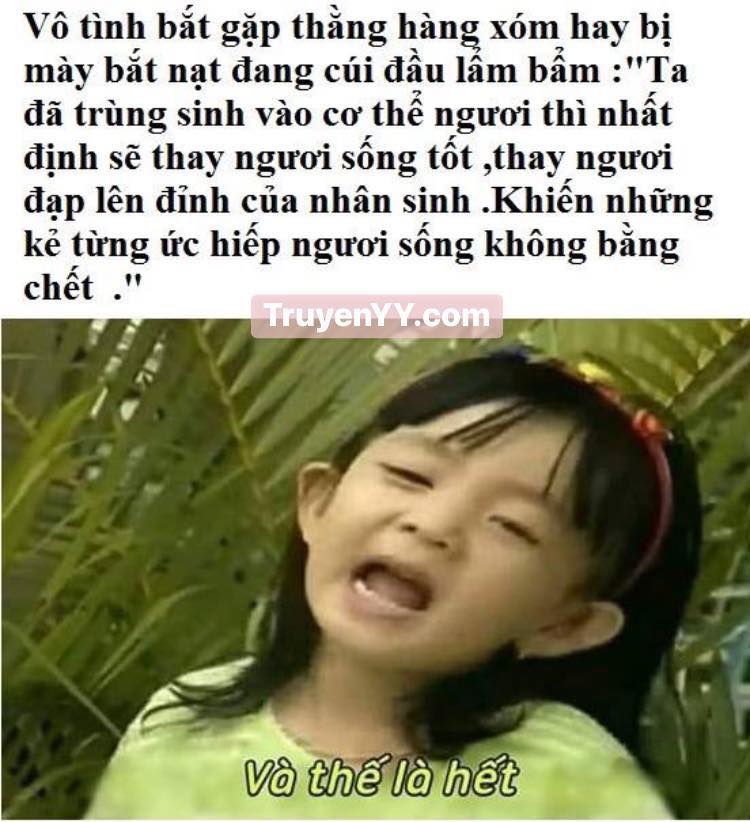 Vô tình bắt gặp thằng hàng xóm hay bị
mày bắt nạt đang cúi đầu lẩm bẩm :"Ta
đã trùng sinh vào cơ thể ngươi thì nhất
định sẽ thay ngươi sống tốt ,thay ngươi
đạp lên đỉnh của nhân sinh .Khiến những
kẻ từng ức hiếp ngươi sống không bằng
chết ."
TruyenYY.com
Và thế là hết